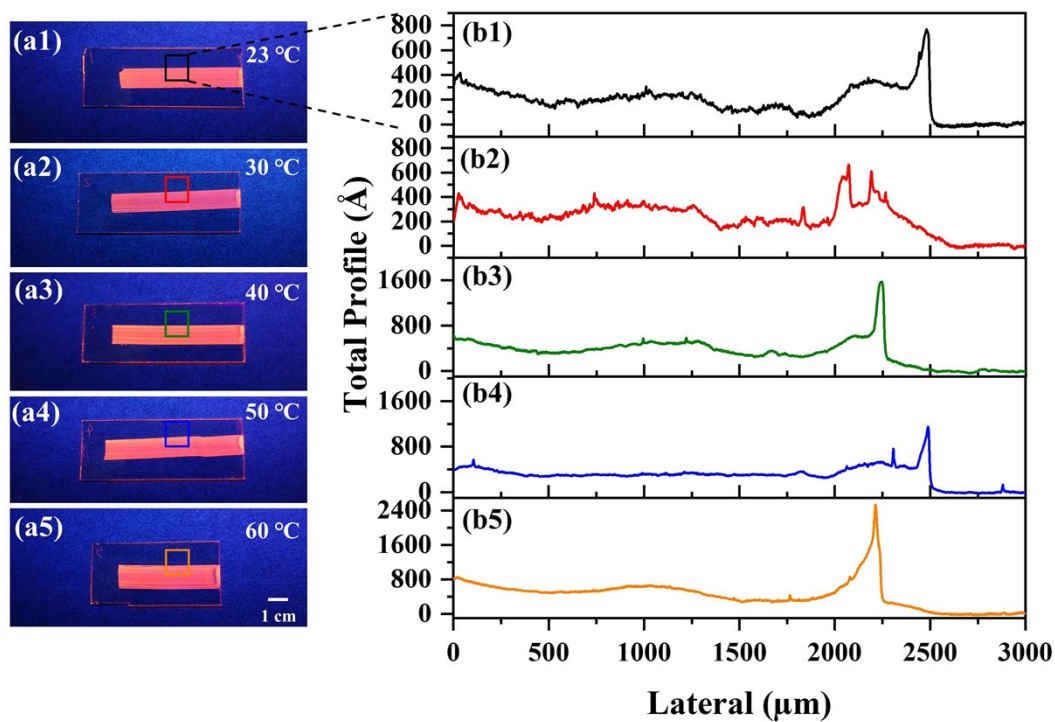 (a1)
23 °C
(a2)
30 °C
(a3)
40 °C
(a4)
50 °C
(a5)
60 °C
1 cm
Total Profile (Å)
(b1)
800
600
400
200
0
(b2)
800
600
400
200
0
(b3)
1600
800
0
(b4)
1600
800
0
(b5)
2400
1600
800
0
0 500 1000 1500 2000 2500 3000
Lateral (µm)